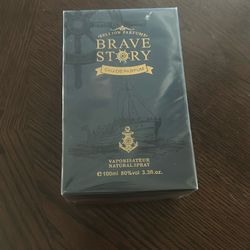 BRAVE
STORY
EAU DE PARFUM
VAPORISATEUR
NATURAL SPRAY
℮100ml 80%vol 3.3fl.oz.